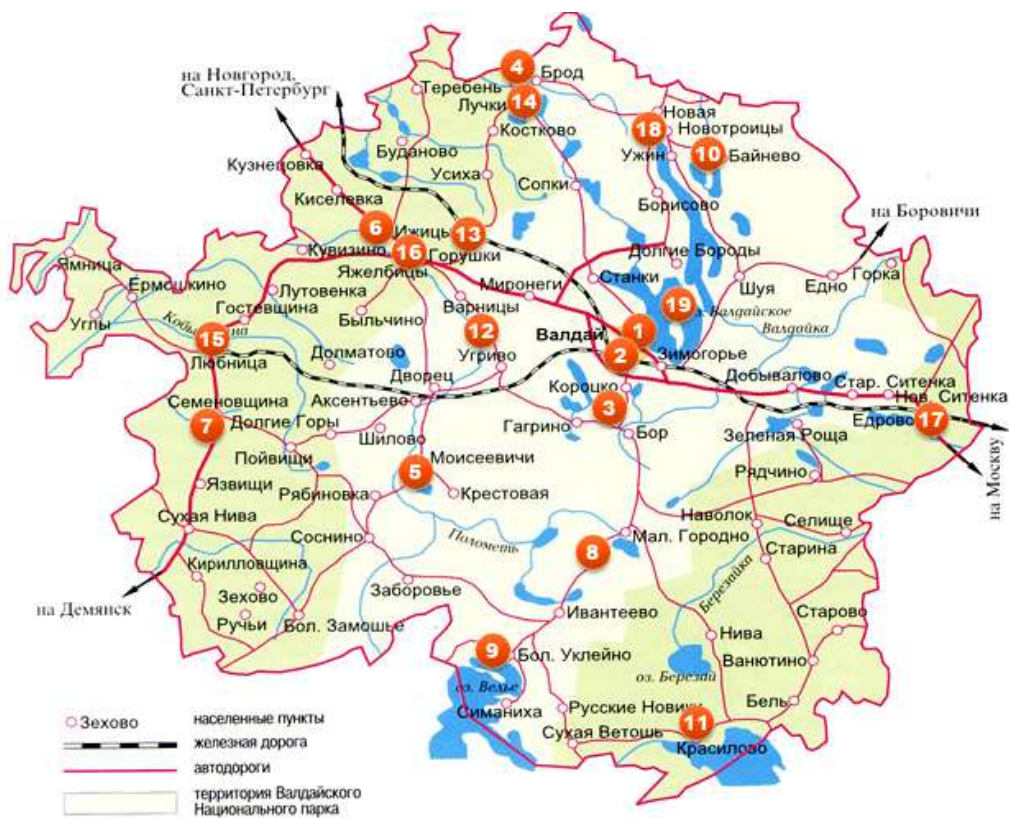 на Новгород,
Санкт-Петербург
4
Брод
Теребень
Лучки
14
Новая
18
Новотроицы
Костково
Буданово
Ужин
10
Байнево
Кузнецовка
Усиха
Сопки
Киселевка
Борисово
на Боровичи
6
Ижицы
13
Кувизино
16
Горушки
Долгие Бороды
Ямница
Яжелбицы
Станки
Горка
Ермошкино
Лутовенка
Миронеги
Шуя
Едно
Гостевщина
Варницы
19
оз. Валдайское
Углы
Быльчино
12
1
Валдайка
15
Валдай
Любница
Долматово
Угриво
2
Зимогорье
Дворец
Короцко
Добывалово
Стар. Ситенка
Семеновщина
Аксентьево
3
Нов. Ситенка
7
Долгие Горы
Гагрино
17
Едрово
Шилово
Бор
Зеленая Роща
Пойвищи
5
Моисеевичи
на Москву
Язвищи
Рябиновка
Крестовая
Рядчино
Сухая Нива
Наволок
Селище
Соснино
Полометь
Мал. Городно
8
Старина
Кирилловщина
Березайка
Зехово
Заборовье
на Демянск
Ивантеево
Старово
Ручьи
Бол. Замошье
Нива
9
Бол. Уклейно
Ванютино
оз. Велье
оз. Березай
Симаниха
Русские Новики
Бель
11
Сухая Ветошь
Красилово
Зехово
населенные пункты
железная дорога
автодороги
территория Валдайского
Национального парка